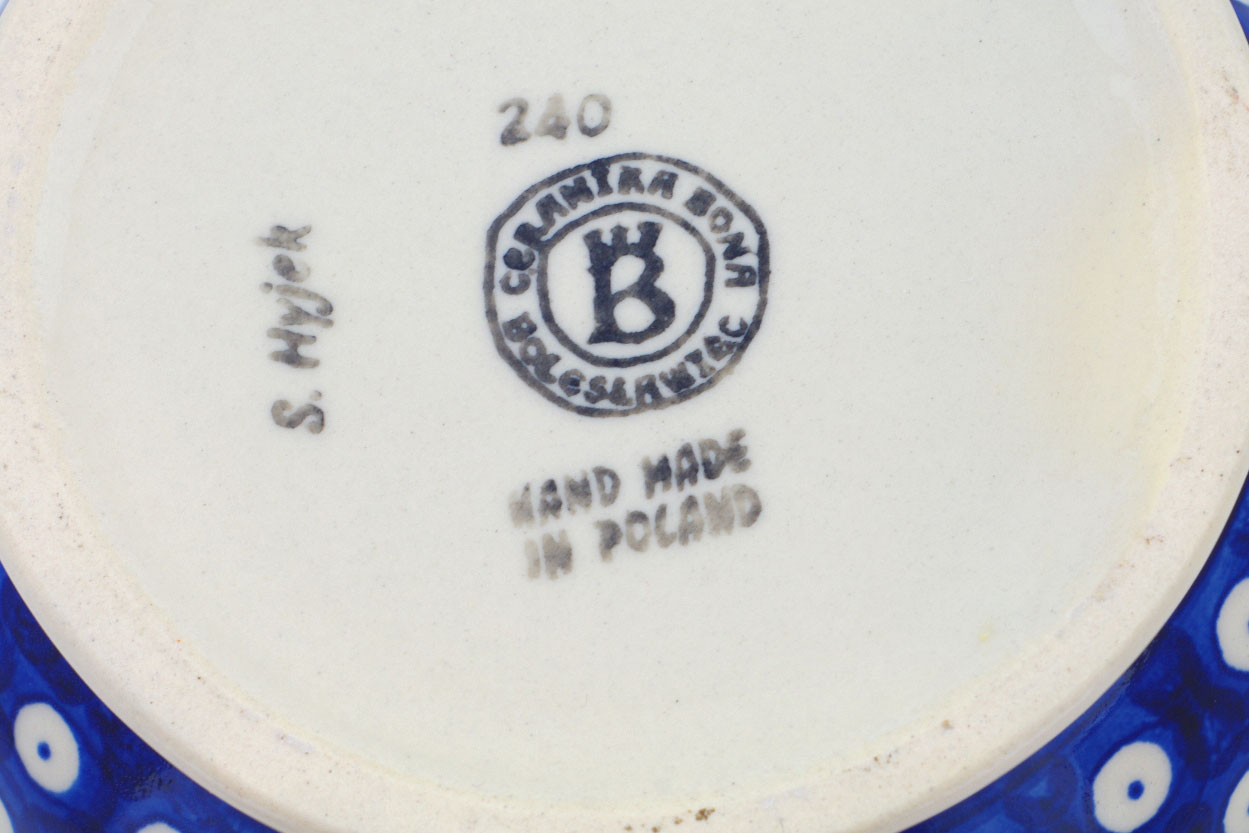 240
CERAMIKA BONA
BOLESŁAWIEC
B
S. Hyjek
HAND MADE
IN POLAND